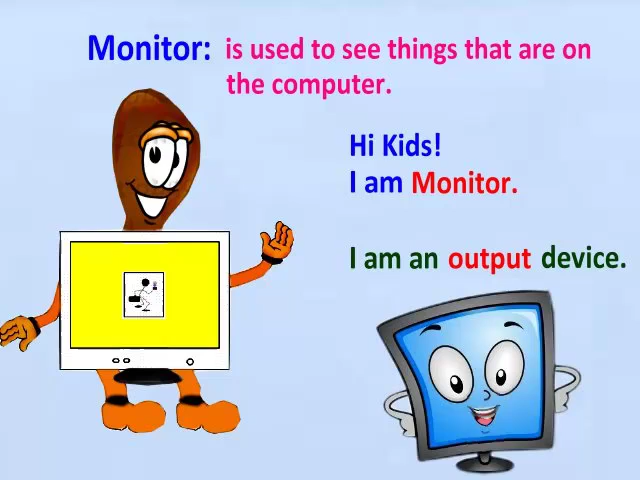 Monitor: is used to see things that are on
the computer.
Hi Kids!
I am Monitor.
I am an output device.